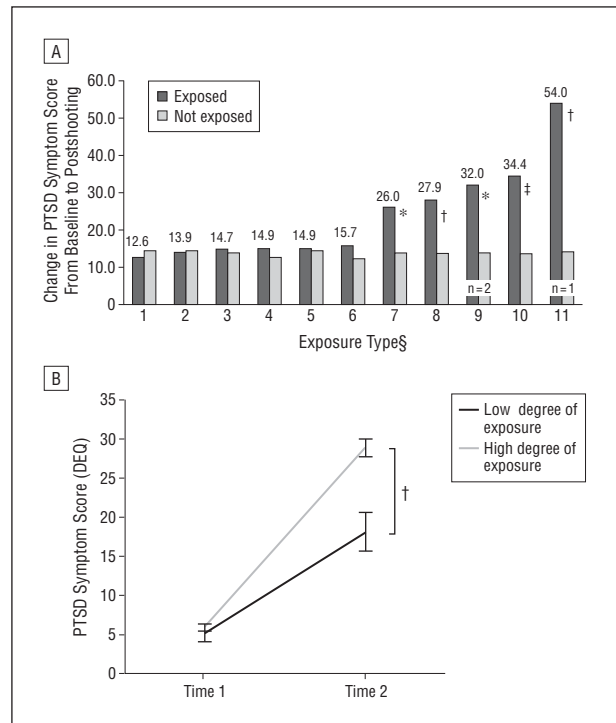 A
Change in PTSD Symptom Score
From Baseline to Postshooting
60.0
50.0
40.0
30.0
20.0
10.0
0
Exposed
Not exposed
12.6
13.9
14.7
14.9
14.9
15.7
26.0
*
27.9
†
32.0
*
34.4
‡
54.0
†
n=2
n=1
1 2 3 4 5 6 7 8 9 10 11
Exposure Type§
B
PTSD Symptom Score (DEQ)
35
30
25
20
15
10
5
0
Low degree of
exposure
High degree of
exposure
†
Time 1 Time 2